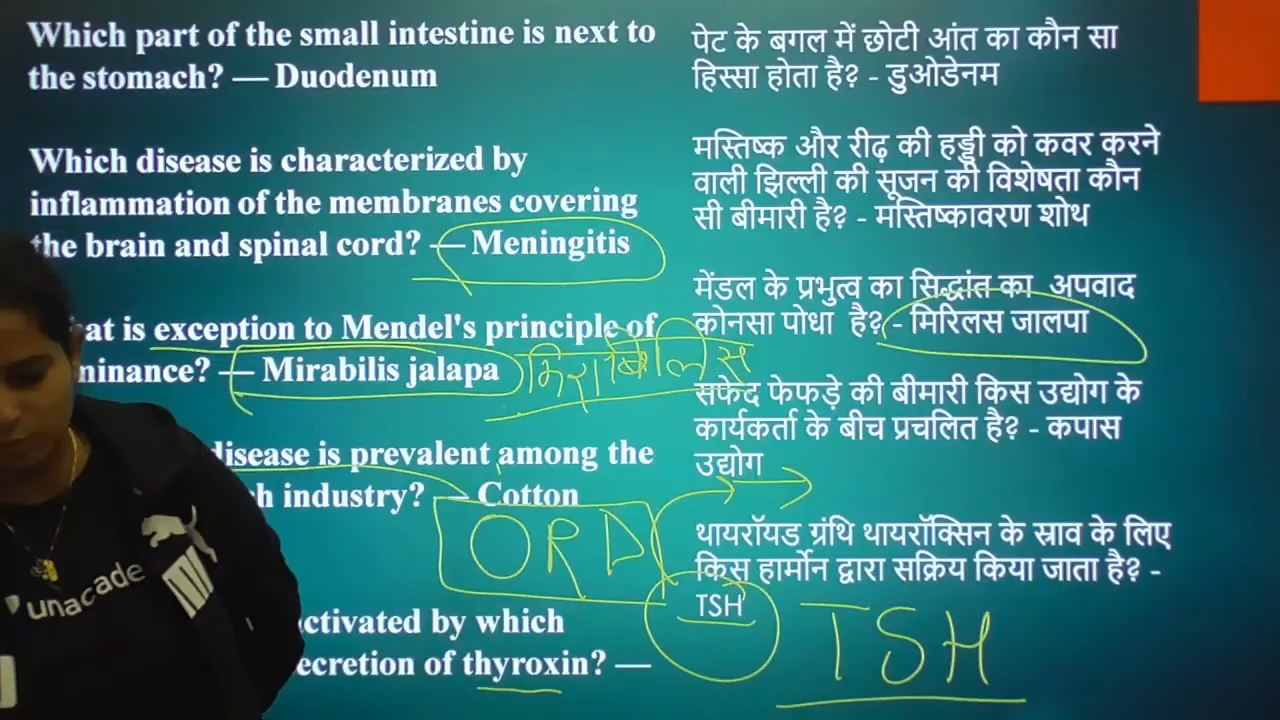 Which part of the small intestine is next to
the stomach? — Duodenum
Which disease is characterized by
inflammation of the membranes covering
the brain and spinal cord? — Meningitis
at is exception to Mendel's principle of
ninance? — Mirabilis jalapa
मिराबिलिस
disease is prevalent among the
h industry? — Cotton
ORD
ctivated by which
ecretion of thyroxin? —
पेट के बगल में छोटी आंत का कौन सा
हिस्सा होता है? - डुओडेनम
मस्तिष्क और रीढ़ की हड्डी को कवर करने
वाली झिल्ली की सूजन की विशेषता कौन
सी बीमारी है? - मस्तिष्कावरण शोथ
मेंडल के प्रभुत्व का सिद्धांत का अपवाद
कोनसा पोधा है? - मिरिलस जालपा
सफेद फेफड़े की बीमारी किस उद्योग के
कार्यकर्ता के बीच प्रचलित है? - कपास
उद्योग
थायरॉयड ग्रंथि थायरॉक्सिन के स्राव के लिए
किस हार्मोन द्वारा सक्रिय किया जाता है? -
TSH
TSH
unacade